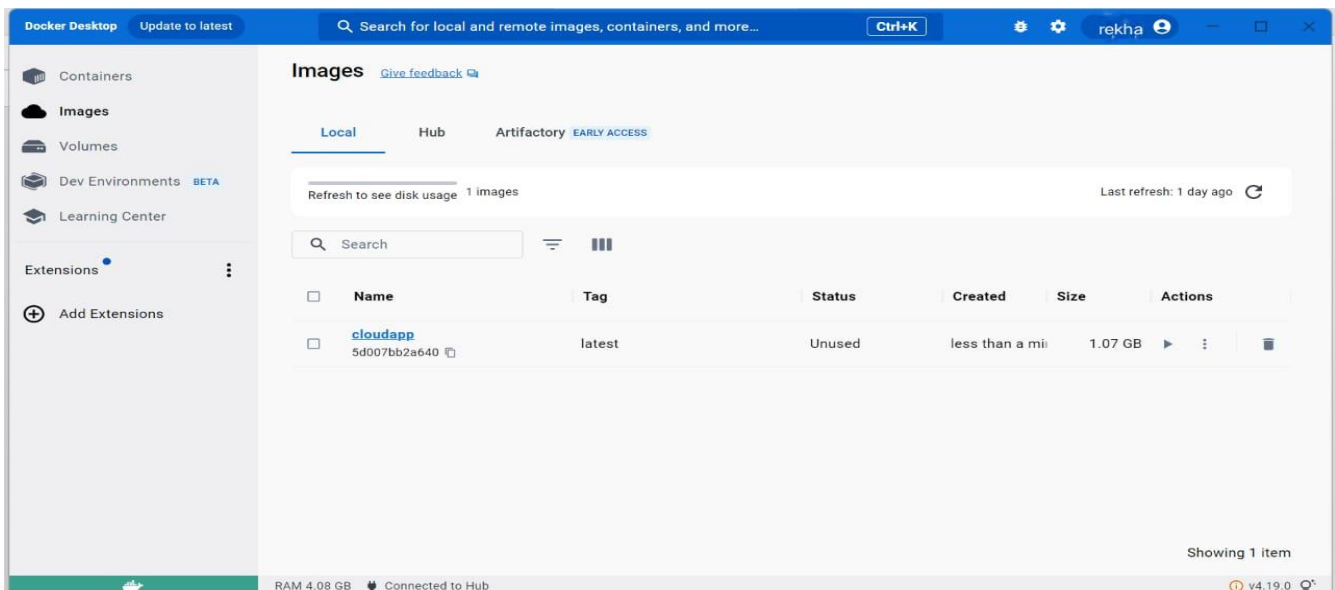 Docker Desktop Update to latest Search for local and remote images, containers, and more... Ctrl+K rekha
Containers
Images
Volumes
Dev Environments BETA
Learning Center
Extensions
Add Extensions
Images Give feedback
Local Hub Artifactory EARLY ACCESS
Refresh to see disk usage 1 images Last refresh: 1 day ago
Search
Name Tag Status Created Size Actions
cloudapp
5d007bb2a640
latest Unused less than a mi 1.07 GB
Showing 1 item
RAM 4.08 GB Connected to Hub v4.19.0